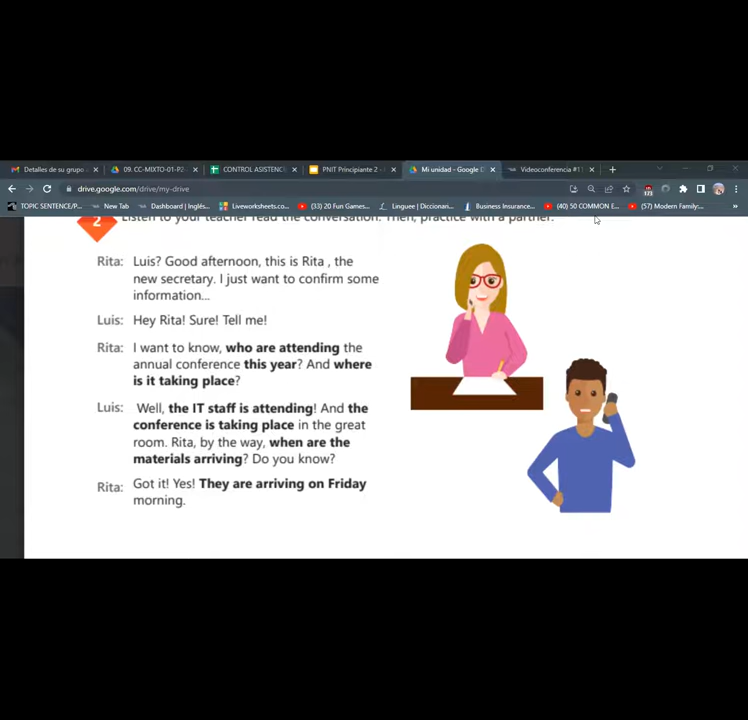 Detalles de su grupo
09. CC-MIXTO-01-P2
CONTROL ASISTENC
PNIT Principiante 2 -
Mi unidad - Google D
Videoconferencia #1
drive.google.com/drive/my-drive
173
TOPIC SENTENCE/P...
New Tab
Dashboard | Inglés...
Liveworksheets.co...
(33) 20 Fun Games...
Linguee | Diccionari...
Business Insurance...
(40) 50 COMMON E...
(57) Modern Family:...
»
2 Listen to your teacher read the conversation. Then, practice with a partner.
Rita: Luis? Good afternoon, this is Rita , the
new secretary. I just want to confirm some
information...
Luis: Hey Rita! Sure! Tell me!
Rita: I want to know, who are attending the
annual conference this year? And where
is it taking place?
Luis: Well, the IT staff is attending! And the
conference is taking place in the great
room. Rita, by the way, when are the
materials arriving? Do you know?
Rita: Got it! Yes! They are arriving on Friday
morning.